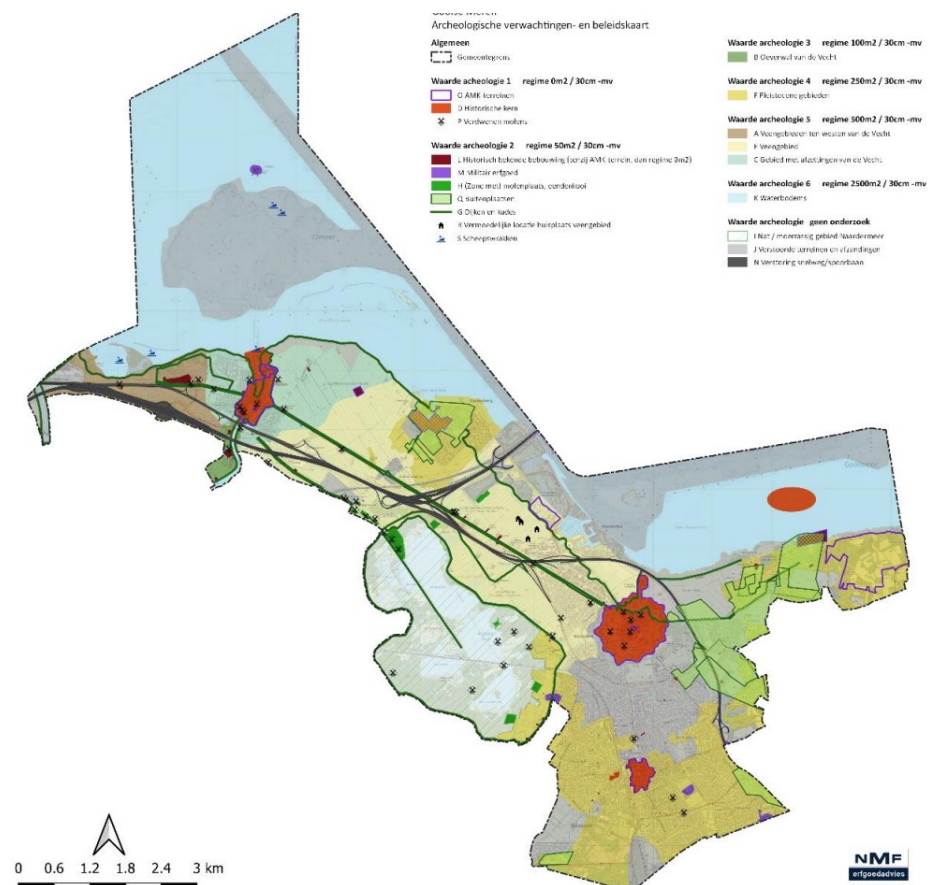 Archeologische verwachtingen- en beleidskaart
Algemeen
Gemeentegrens
Waarde acheologie 1 regime 0m2 / 30cm -mv
O AMK terreinen
D Historische kern
P Verdwenen molens
Waarde archeologie 2 regime 50m2 / 30cm -mv
L Historisch bekende bebouwing (tenzij AMK terrein, dan regime 0m2)
M Militair erfgoed
H (Zone met) molenplaats, eendenkooi
Q Buitenplaatsen
G Dijken en kades
R Vermoedelijke locatie huisplaats veengebied
S Scheepswrakken
Waarde archeologie 3 regime 100m2 / 30cm -mv
B Oeverwal van de Vecht
Waarde archeologie 4 regime 250m2 / 30cm -mv
F Pleistocene gebieden
Waarde archeologie 5 regime 500m2 / 30cm -mv
A Veengebieden ten westen van de Vecht
E Veengebied
C Gebied met afzettingen van de Vecht
Waarde archeologie 6 regime 2500m2 / 30cm -mv
K Waterbodems
Waarde archeologie geen onderzoek
I Nat / moerrassig gebied Naardermeer
J Verstoorde terreinen en afzandingen
N Verstoring snelweg/spoorbaan
0 0.6 1.2 1.8 2.4 3 km
NMF
erfgoedadvies